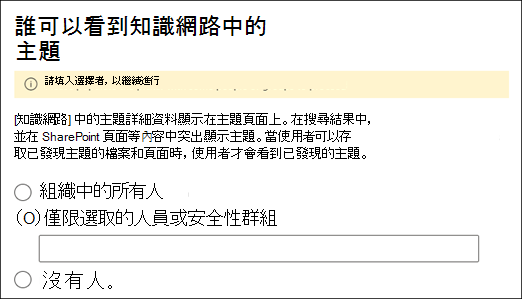 誰可以看到知識網路中的
主題
請填入選擇者，以繼續進行
[知識網路] 中的主題詳細資料顯示在主題頁面上。在搜尋結果中，
並在 SharePoint 頁面等內容中突出顯示主題。當使用者可以存
取已發現主題的檔案和頁面時，使用者才會看到已發現的主題。
組織中的所有人
(O)僅限選取的人員或安全性群組
沒有人。